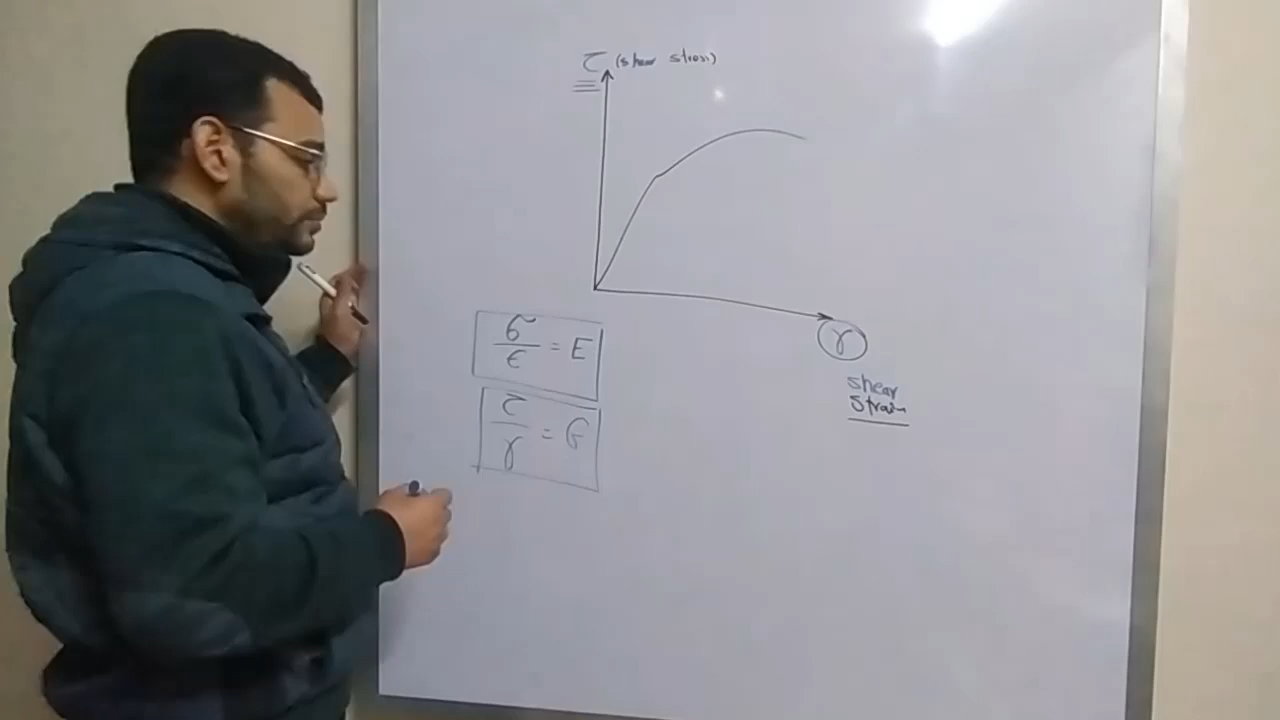 τ (shear stress)
γ
shear
strain
σ/ε = E
τ/γ = G